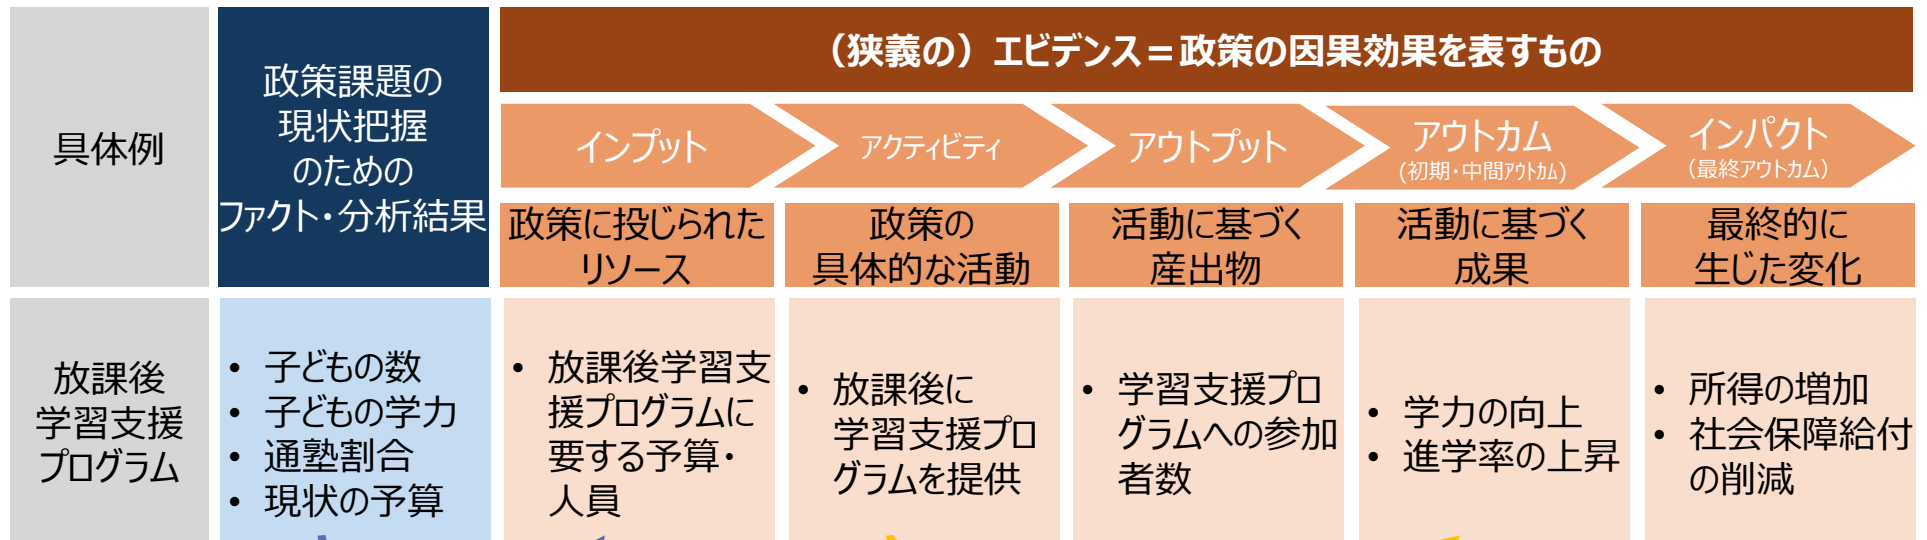 具体例
政策課題の
現状把握
のための
ファクト・分析結果
(狭義の)エビデンス=政策の因果効果を表すもの
インプット
アクティビティ
アウトプット
アウトカム
(初期・中間アウトカム)
インパクト
(最終アウトカム)
政策に投じられた
リソース
政策の
具体的な活動
活動に基づく
産出物
活動に基づく
成果
最終的に
生じた変化
放課後
学習支援
プログラム
• 子どもの数
• 子どもの学力
• 通塾割合
• 現状の予算
• 放課後学習支
援プログラムに
要する予算・
人員
• 放課後に
学習支援プロ
グラムを提供
• 学習支援プロ
グラムへの参加
者数
• 学力の向上
• 進学率の上昇
• 所得の増加
• 社会保障給付
の削減